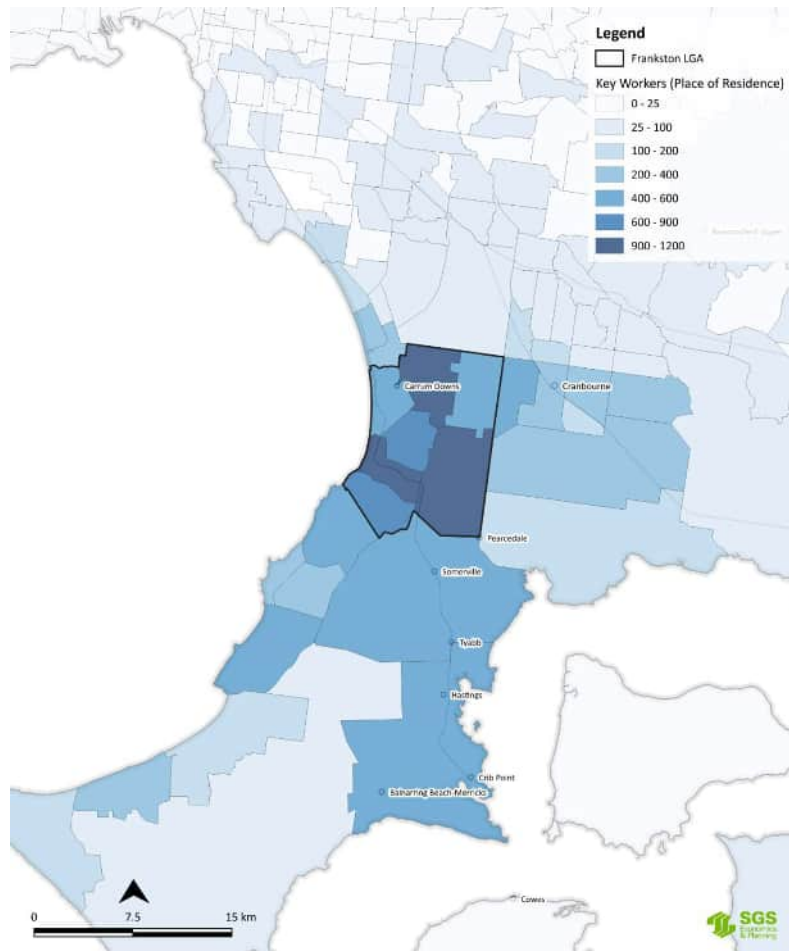 Legend
Frankston LGA
Key Workers (Place of Residence)
0 - 25
25 - 100
100 - 200
200 - 400
400 - 600
600 - 900
900 - 1200
Carrum Downs
Cranbourne
Pearcedale
Somerville
Tyabb
Hastings
Crib Point
Balnarring Beach-Merricks
Cowes
0
7.5
15 km
SGS
Economics
& Planning